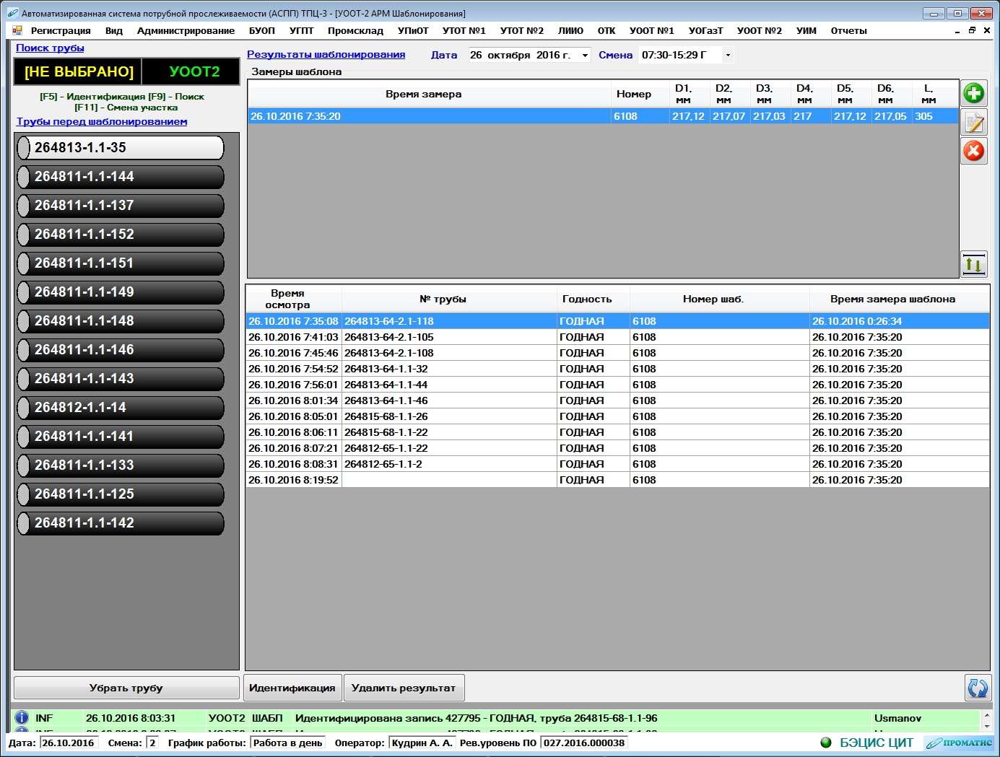 Автоматизированная система потрубной прослеживаемости (АСПП) ТПЦ-3 - [УООТ-2 АРМ Шаблонирования]
Регистрация Вид Администрирование БУОП УГПТ Промсклад УПиОТ УТОТ №1 УТОТ №2 ЛИИО ОТК УООТ №1 УОГазТ УООТ №2 УИМ Отчеты
Поиск трубы
[НЕ ВЫБРАНО] УООТ2
[F5] - Идентификация [F9] - Поиск
[F11] - Смена участка
Трубы перед шаблонированием
264813-1.1-35
264811-1.1-144
264811-1.1-137
264811-1.1-152
264811-1.1-151
264811-1.1-149
264811-1.1-148
264811-1.1-146
264811-1.1-143
264812-1.1-14
264811-1.1-141
264811-1.1-133
264811-1.1-125
264811-1.1-142
Убрать трубу
Результаты шаблонирования Дата 26 октября 2016 г. Смена 07:30-15:29 Г
Замеры шаблона
Время замера Номер D1, мм D2, мм D3, мм D4, мм D5, мм D6, мм L, мм
26.10.2016 7:35:20 6108 217,12 217,07 217,03 217 217,12 217,05 305
Время осмотра № трубы Годность Номер шаб. Время замера шаблона
26.10.2016 7:35:08 264813-64-2.1-118 ГОДНАЯ 6108 26.10.2016 0:26:34
26.10.2016 7:41:03 264813-64-2.1-105 ГОДНАЯ 6108 26.10.2016 7:35:20
26.10.2016 7:45:46 264813-64-2.1-108 ГОДНАЯ 6108 26.10.2016 7:35:20
26.10.2016 7:54:52 264813-64-1.1-32 ГОДНАЯ 6108 26.10.2016 7:35:20
26.10.2016 7:56:01 264813-64-1.1-44 ГОДНАЯ 6108 26.10.2016 7:35:20
26.10.2016 8:01:34 264813-64-1.1-46 ГОДНАЯ 6108 26.10.2016 7:35:20
26.10.2016 8:05:01 264815-68-1.1-26 ГОДНАЯ 6108 26.10.2016 7:35:20
26.10.2016 8:06:11 264815-68-1.1-22 ГОДНАЯ 6108 26.10.2016 7:35:20
26.10.2016 8:07:21 264812-65-1.1-22 ГОДНАЯ 6108 26.10.2016 7:35:20
26.10.2016 8:08:31 264812-65-1.1-2 ГОДНАЯ 6108 26.10.2016 7:35:20
26.10.2016 8:19:52 ГОДНАЯ 6108 26.10.2016 7:35:20
Идентификация Удалить результат
INF 26.10.2016 8:03:31 УООТ2 ШАБЛ Идентифицирована запись 427795 - ГОДНАЯ, труба 264815-68-1.1-96 Usmanov
Дата: 26.10.2016 Смена: 2 График работы: Работа в день Оператор: Кудрин А. А. Рев.уровень ПО 027.2016.000038 БЭЦИС ЦИТ ПРОМАТИС